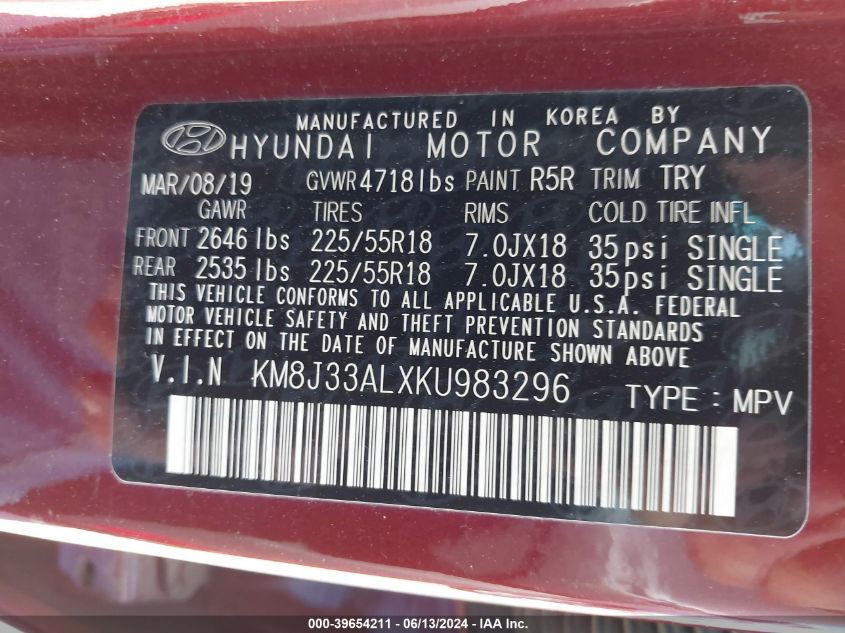 MANUFACTURED IN KOREA BY
HYUNDAI MOTOR COMPANY
MAR/08/19 GVWR 4718lbs PAINT R5R TRIM TRY
GAWR TIRES RIMS COLD TIRE INFL
FRONT 2646 lbs 225/55R18 7.0JX18 35psi SINGLE
REAR 2535 lbs 225/55R18 7.0JX18 35psi SINGLE
THIS VEHICLE CONFORMS TO ALL APPLICABLE U.S.A. FEDERAL
MOTOR VEHICLE SAFETY AND THEFT PREVENTION STANDARDS
IN EFFECT ON THE DATE OF MANUFACTURE SHOWN ABOVE
V.I.N KM8J33ALXKU983296 TYPE : MPV
000-39654211 - 06/13/2024 - IAA Inc.